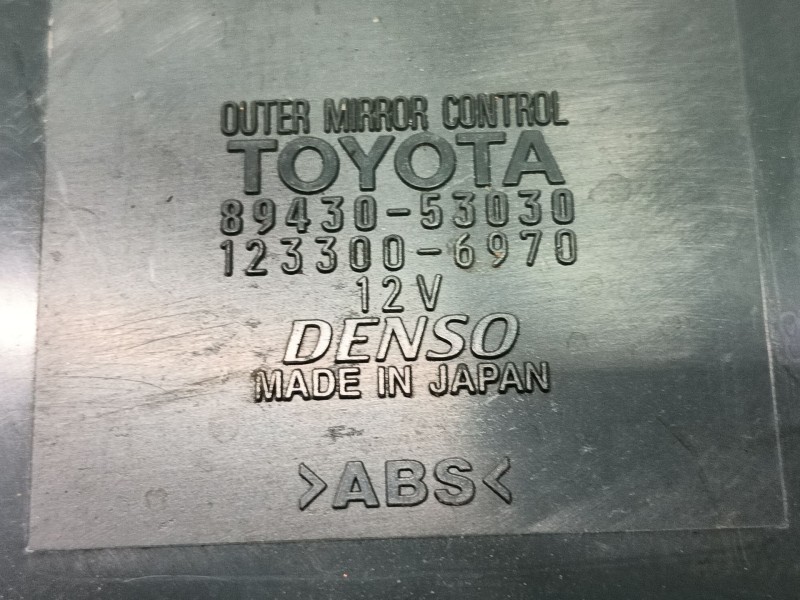 OUTER MIRROR CONTROL
TOYOTA
89430-53030
123300-6970
12V
DENSO
MADE IN JAPAN
>ABS<